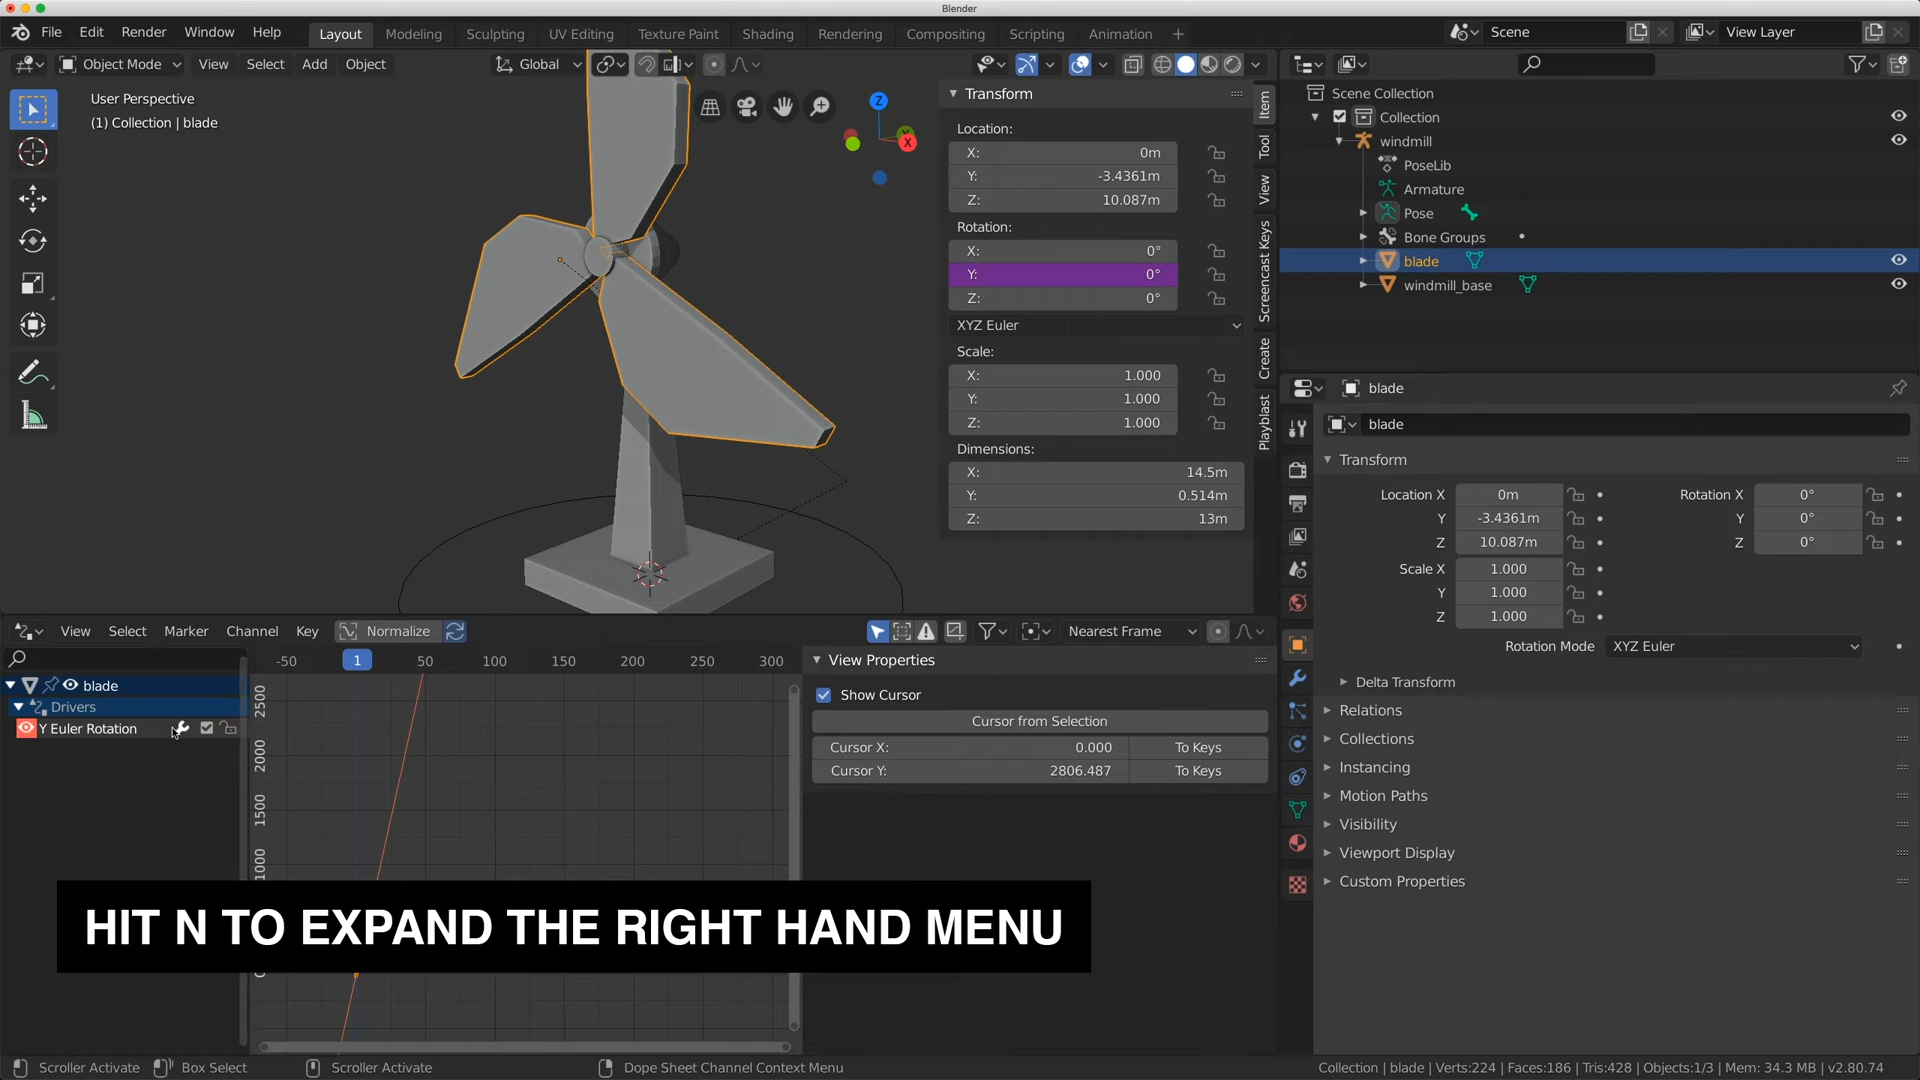 Blender
File Edit Render Window Help
Layout Modeling Sculpting UV Editing Texture Paint Shading Rendering Compositing Scripting Animation +
Scene
View Layer
Object Mode View Select Add Object
Global
User Perspective
(1) Collection | blade
Z
Y
X
Transform
Location:
X: 0m
Y: -3.4361m
Z: 10.087m
Rotation:
X: 0°
Y: 0°
Z: 0°
XYZ Euler
Scale:
X: 1.000
Y: 1.000
Z: 1.000
Dimensions:
X: 14.5m
Y: 0.514m
Z: 13m
Item
Tool
View
Screencast Keys
Create
Playblast
Scene Collection
Collection
windmill
PoseLib
Armature
Pose
Bone Groups
blade
windmill_base
blade
blade
Transform
Location X 0m Rotation X 0°
Y -3.4361m Y 0°
Z 10.087m Z 0°
Scale X 1.000
Y 1.000
Z 1.000
Rotation Mode XYZ Euler
Delta Transform
Relations
Collections
Instancing
Motion Paths
Visibility
Viewport Display
Custom Properties
View Select Marker Channel Key Normalize
Nearest Frame
-50 1 50 100 150 200 250 300
blade
Drivers
Y Euler Rotation
2500
2000
1500
1000
View Properties
Show Cursor
Cursor from Selection
Cursor X: 0.000 To Keys
Cursor Y: 2806.487 To Keys
HIT N TO EXPAND THE RIGHT HAND MENU
Scroller Activate Box Select Scroller Activate Dope Sheet Channel Context Menu
Collection | blade | Verts:224 | Faces:186 | Tris:428 | Objects:1/3 | Mem: 34.3 MB | v2.80.74